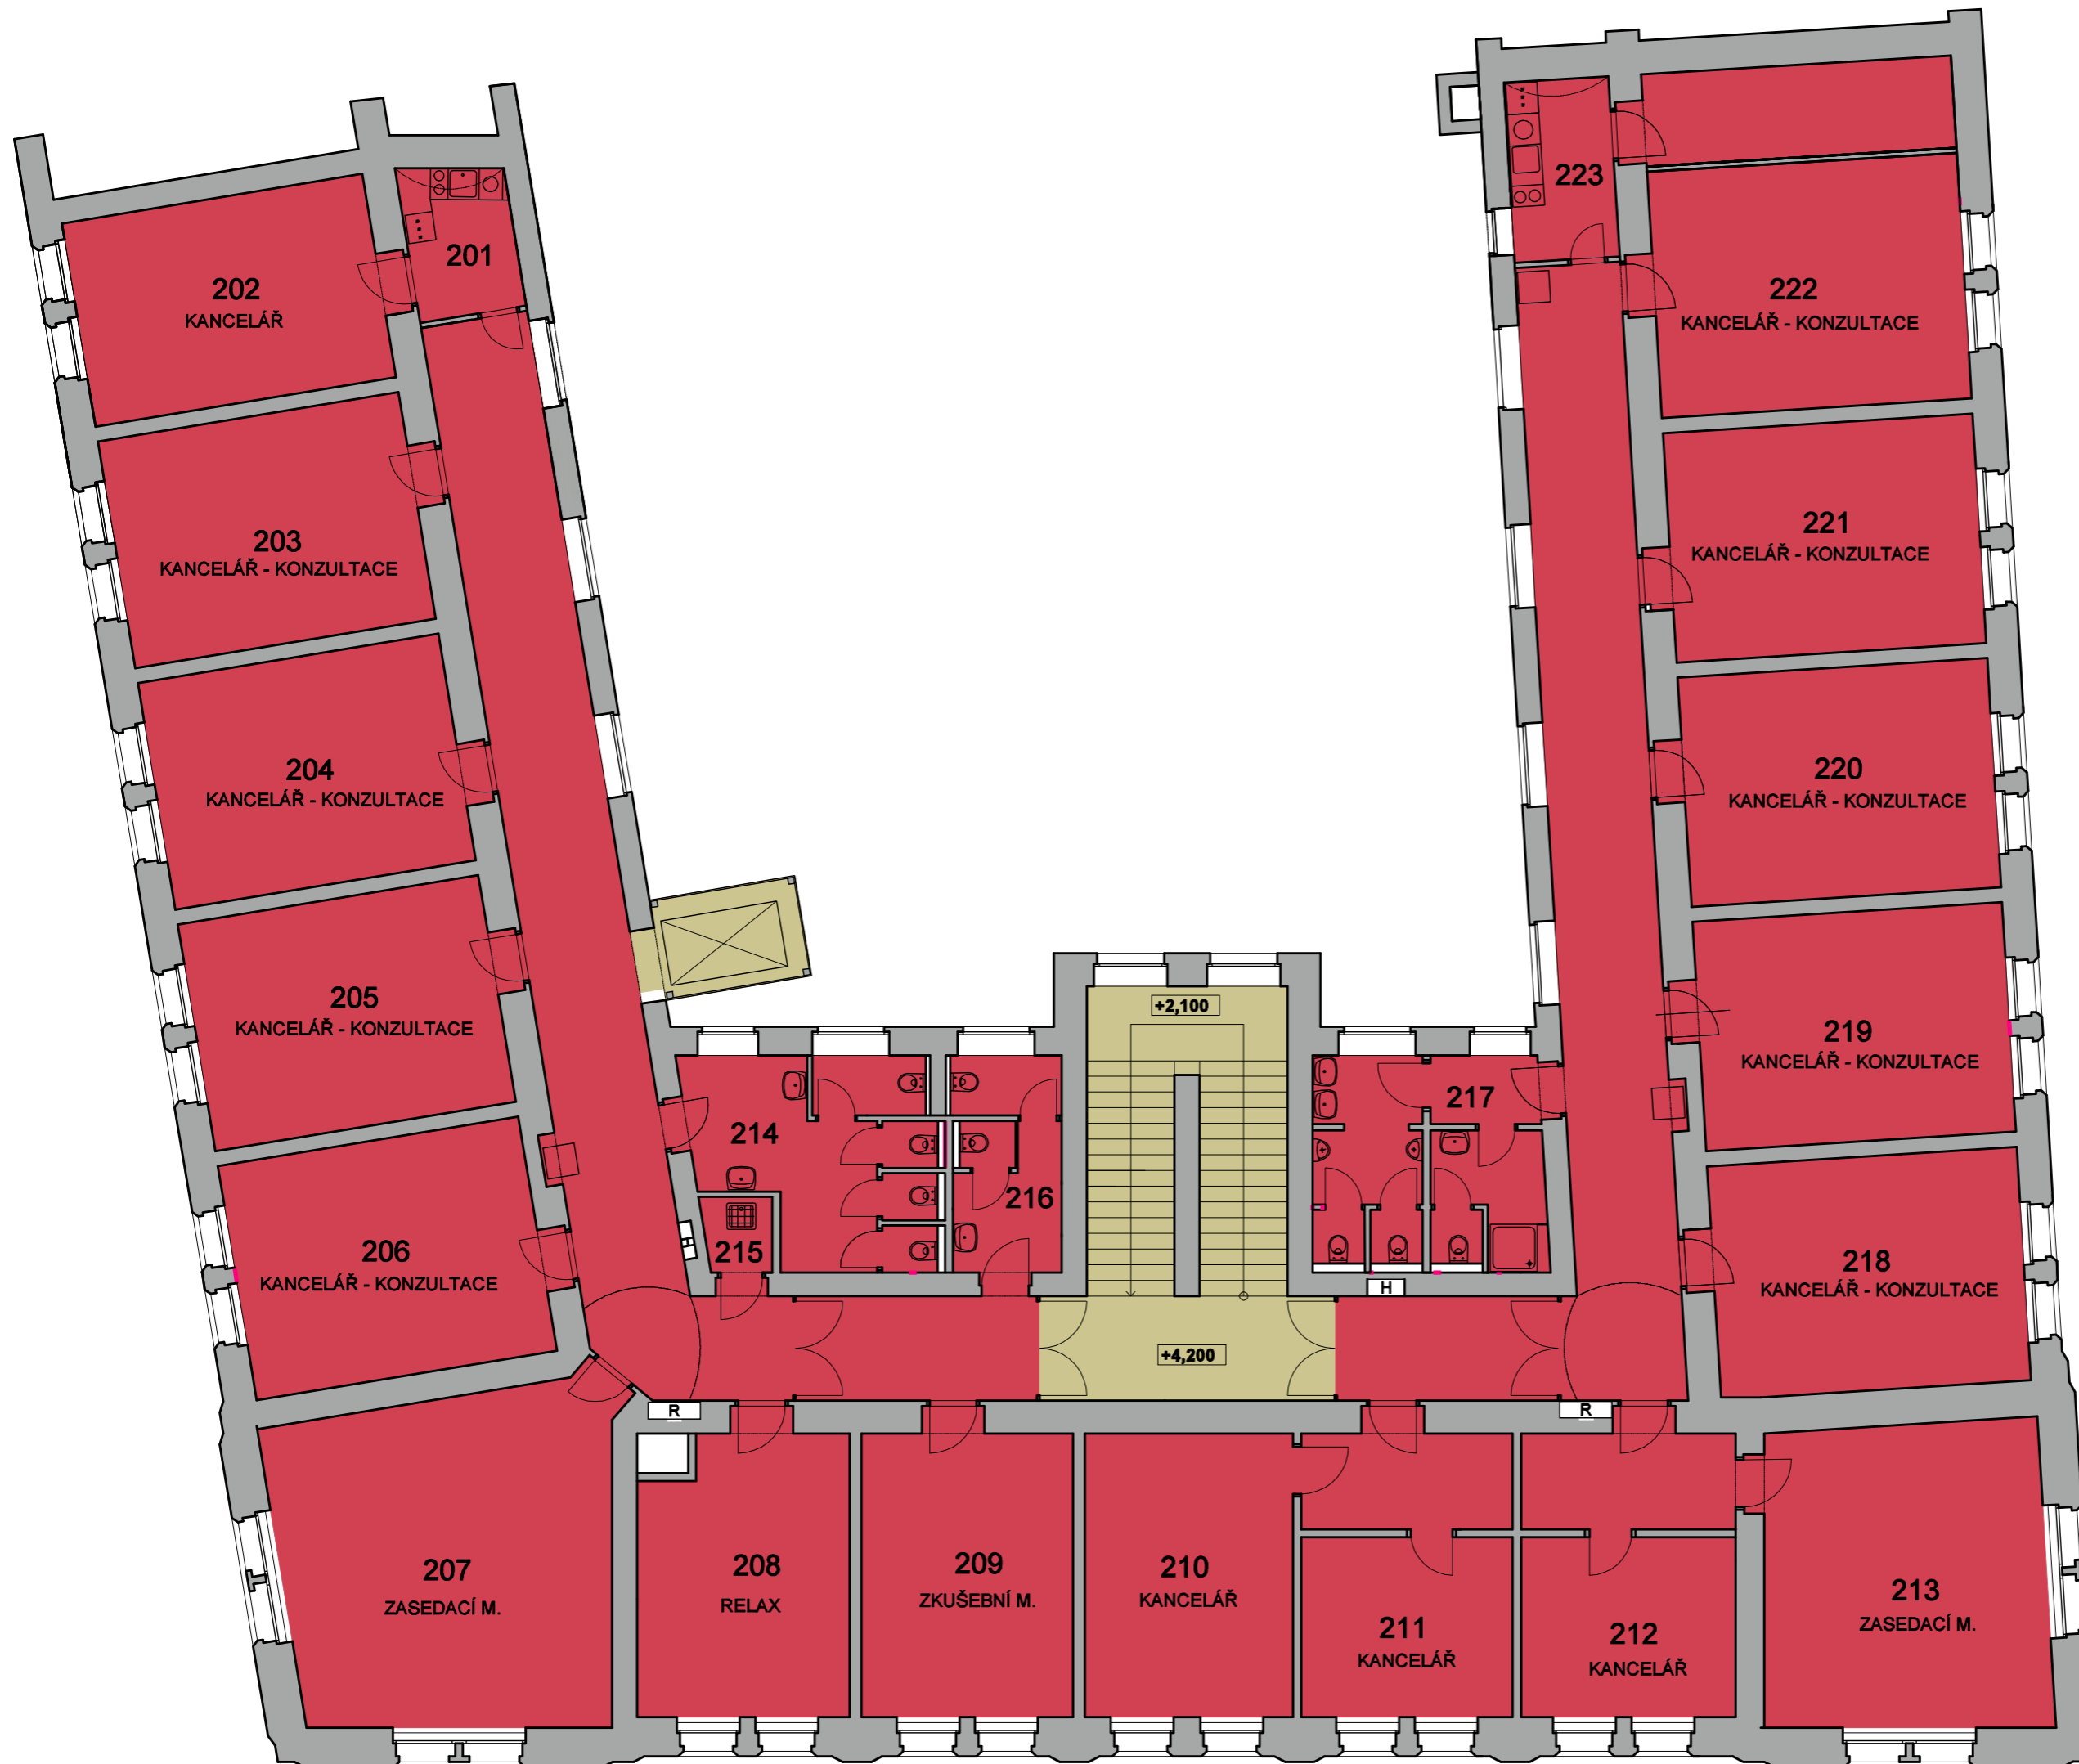 223
201
202
KANCELÁŘ
222
KANCELÁŘ - KONZULTACE
203
KANCELÁŘ - KONZULTACE
221
KANCELÁŘ - KONZULTACE
204
KANCELÁŘ - KONZULTACE
220
KANCELÁŘ - KONZULTACE
205
KANCELÁŘ - KONZULTACE
+2,100
219
KANCELÁŘ - KONZULTACE
217
214
216
215
206
KANCELÁŘ - KONZULTACE
218
KANCELÁŘ - KONZULTACE
H
H
+4,200
R
R
207
ZASEDACÍ M.
208
RELAX
209
ZKUŠEBNÍ M.
210
KANCELÁŘ
211
KANCELÁŘ
212
KANCELÁŘ
213
ZASEDACÍ M.